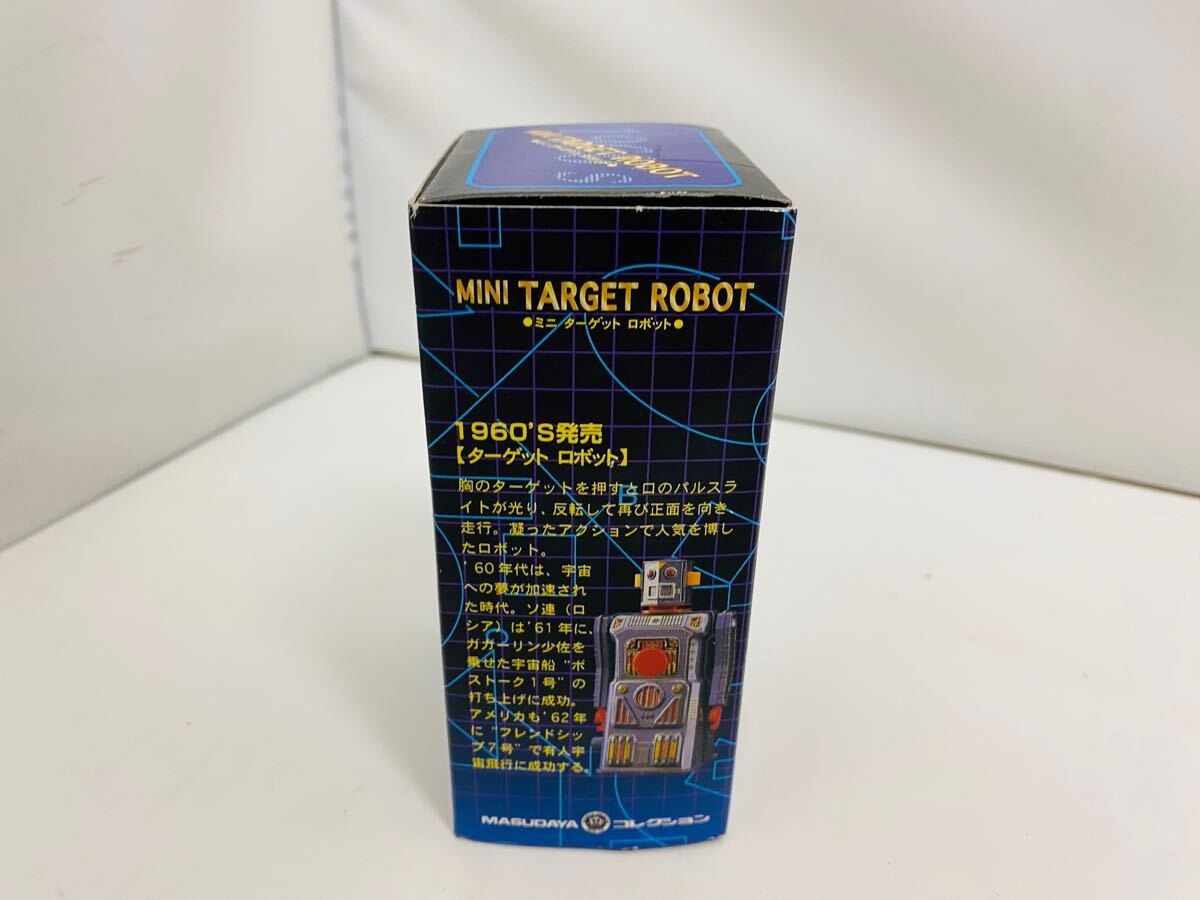 MINI TARGET ROBOT
MINI TARGET ROBOT
●ミニ ターゲット ロボット●
1960'S発売
【ターゲット ロボット】
胸のターゲットを押すと口のパルスラ
イトが光り、反転して再び正面を向き、
走行。凝ったアクションで人気を博し
たロボット。
'60年代は、宇宙
への夢が加速され
た時代。ソ連（ロ
シア）は'61年に、
ガガーリン少佐を
乗せた宇宙船“ボ
ストーク1号”の
打ち上げに成功。
アメリカも'62年
に“フレンドシッ
プ7号”で有人宇
宙飛行に成功する。
B
C
MASUDAYA コレクション